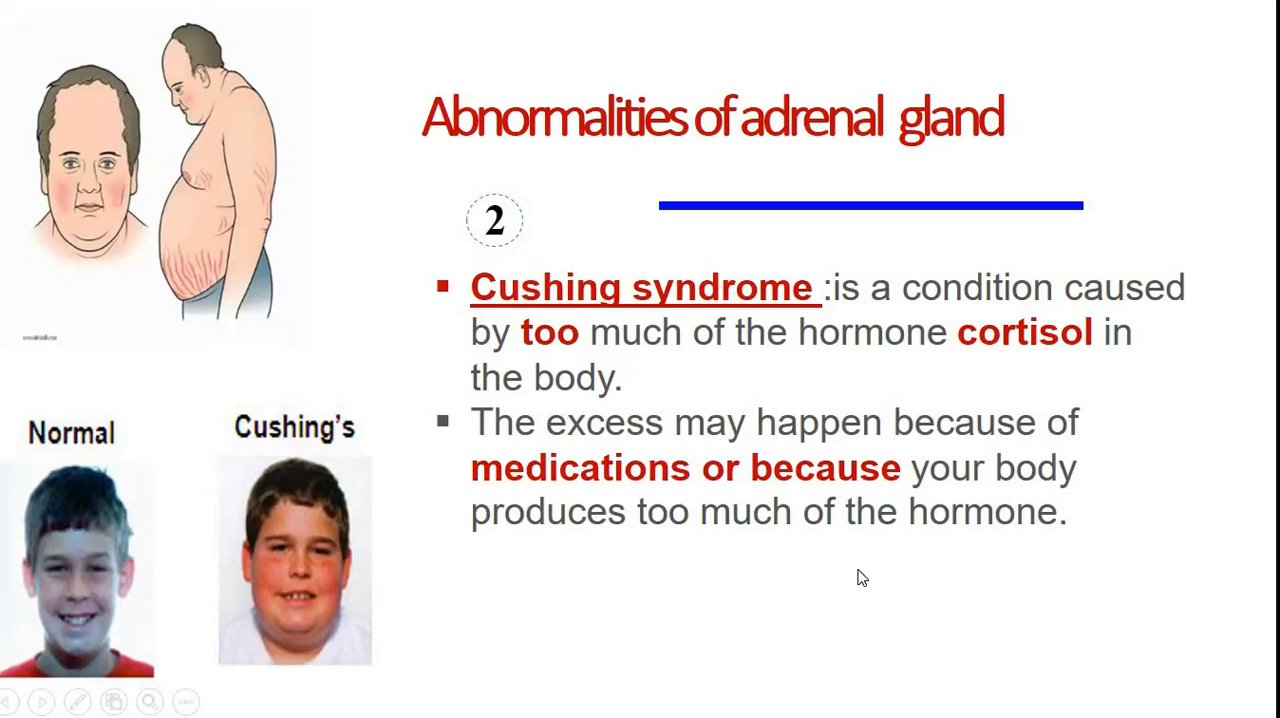 Abnormalities of adrenal gland
2
Cushing syndrome :is a condition caused
by too much of the hormone cortisol in
the body.
The excess may happen because of
medications or because your body
produces too much of the hormone.
Normal
Cushing's